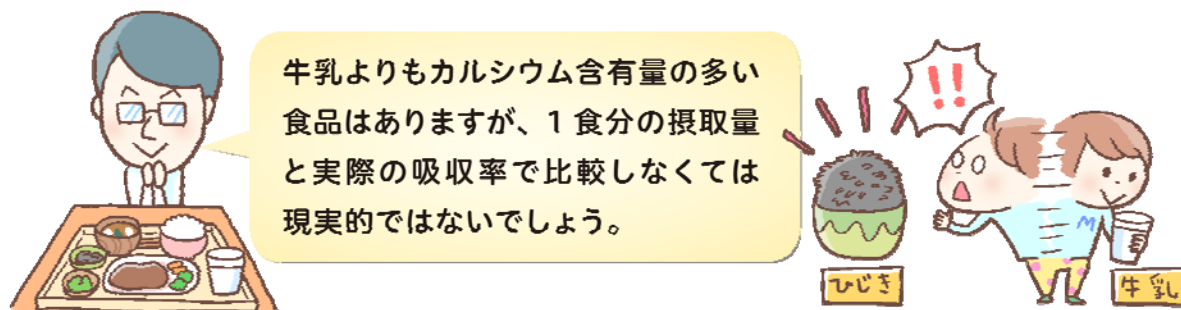 牛乳よりもカルシウム含有量の多い
食品はありますが、1食分の摂取量
と実際の吸収率で比較しなくては
現実的ではないでしょう。
!!
ひじき
M
牛乳